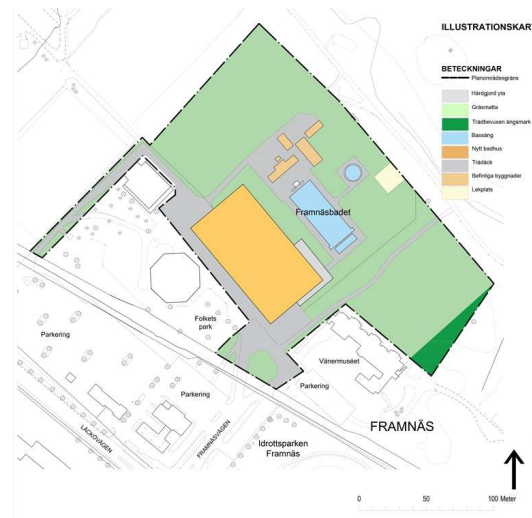 ILLUSTRATIONSKAR
BETECKNINGAR
Planområdesgräns
Hårdgjord yta
Gräsmatta
Trädbevuxen ängsmark
Bassäng
Nytt badhus
Trädäck
Befinliga byggnader
Lekplats
Framnäsbadet
Folkets
park
Parkering
Vänermuséet
Parkering
Parkering
FRAMNÄS
LÄCKÖVÄGEN
FRAMNÄSVÄGEN
Idrottsparken
Framnäs
0 50 100 Meter